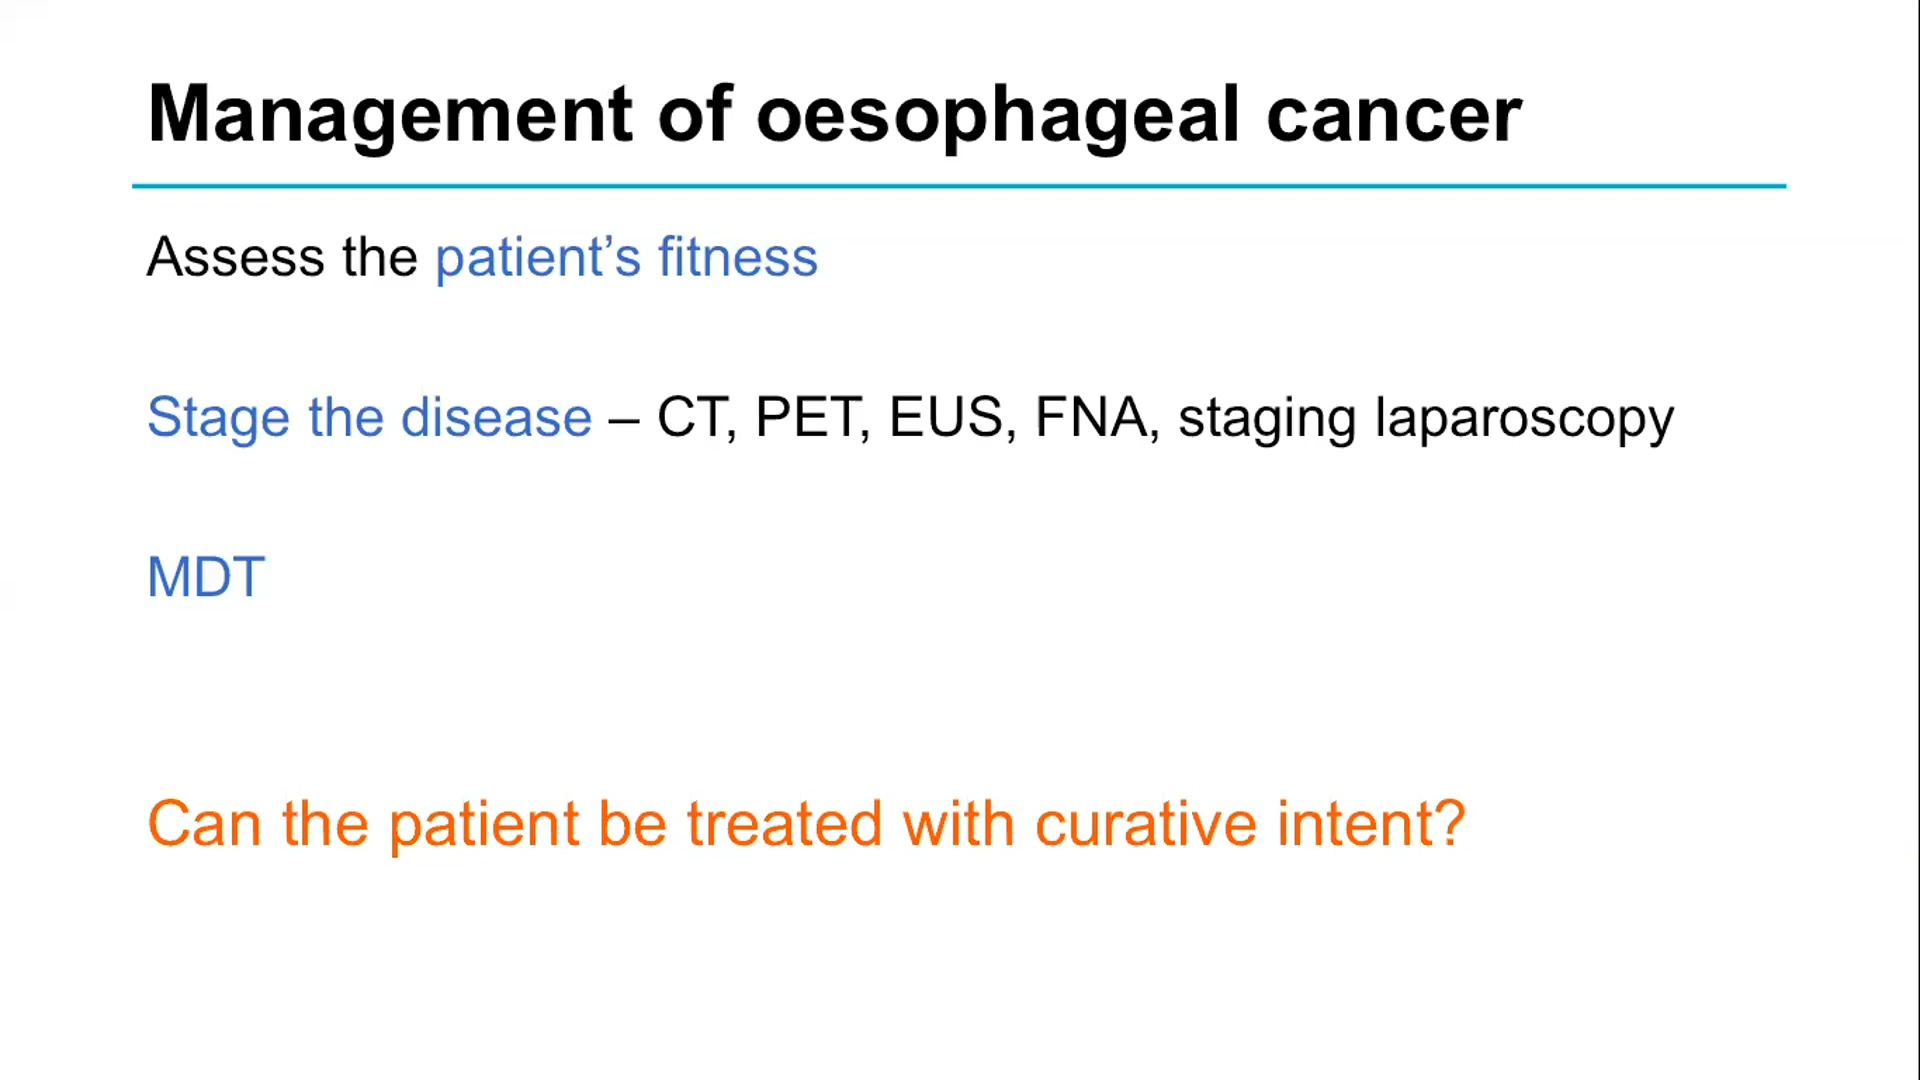 Management of oesophageal cancer
Assess the patient’s fitness
Stage the disease – CT, PET, EUS, FNA, staging laparoscopy
MDT
Can the patient be treated with curative intent?